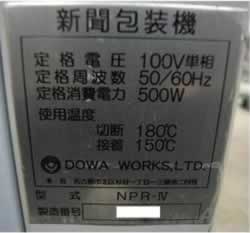 新聞包装機
定格電圧 100V単相
定格周波数 50/60Hz
定格消費電力 500W
使用温度
切断 180℃
接着 150℃
DOWA WORKS,LTD.
型式 NPR-Ⅳ
製造番号